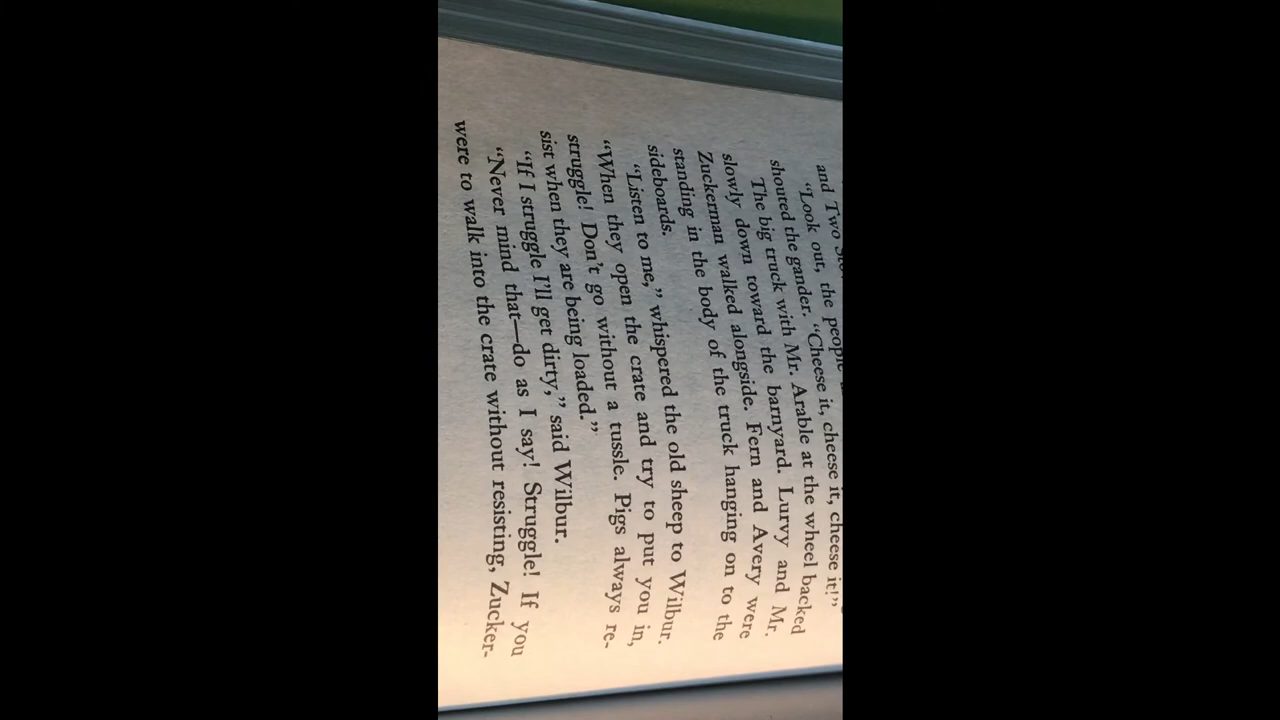 and Two
"Look out, the people
shouted the gander. "Cheese it, cheese it, cheese it!"
The big truck with Mr. Arable at the wheel backed
slowly down toward the barnyard. Lurvy and Mr.
Zuckerman walked alongside. Fern and Avery were
standing in the body of the truck hanging on to the
sideboards.
"Listen to me," whispered the old sheep to Wilbur.
"When they open the crate and try to put you in,
struggle! Don't go without a tussle. Pigs always re-
sist when they are being loaded."
"If I struggle I'll get dirty," said Wilbur.
"Never mind that—do as I say! Struggle! If you
were to walk into the crate without resisting, Zucker-